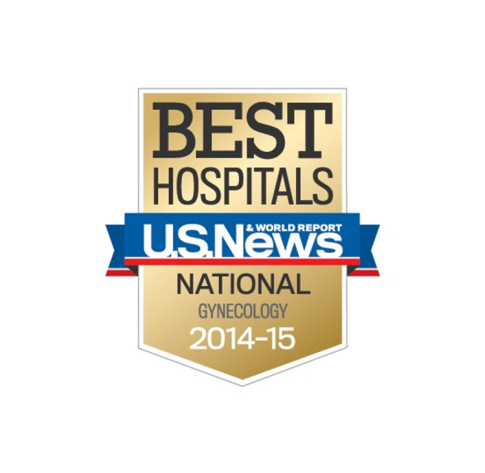 BEST
HOSPITALS
& WORLD REPORT
U.S.News
NATIONAL
GYNECOLOGY
2014-15